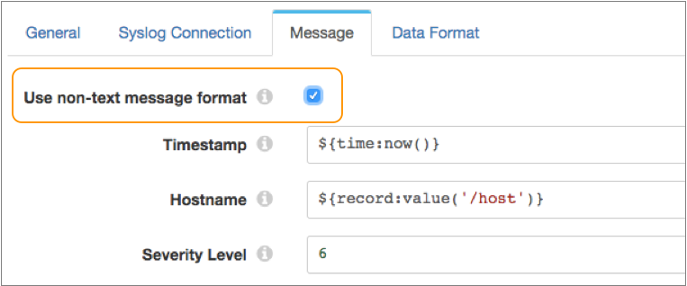 General Syslog Connection Message Data Format
Use non-text message format
Timestamp ${time:now()}
Hostname ${record:value('/host')}
Severity Level 6